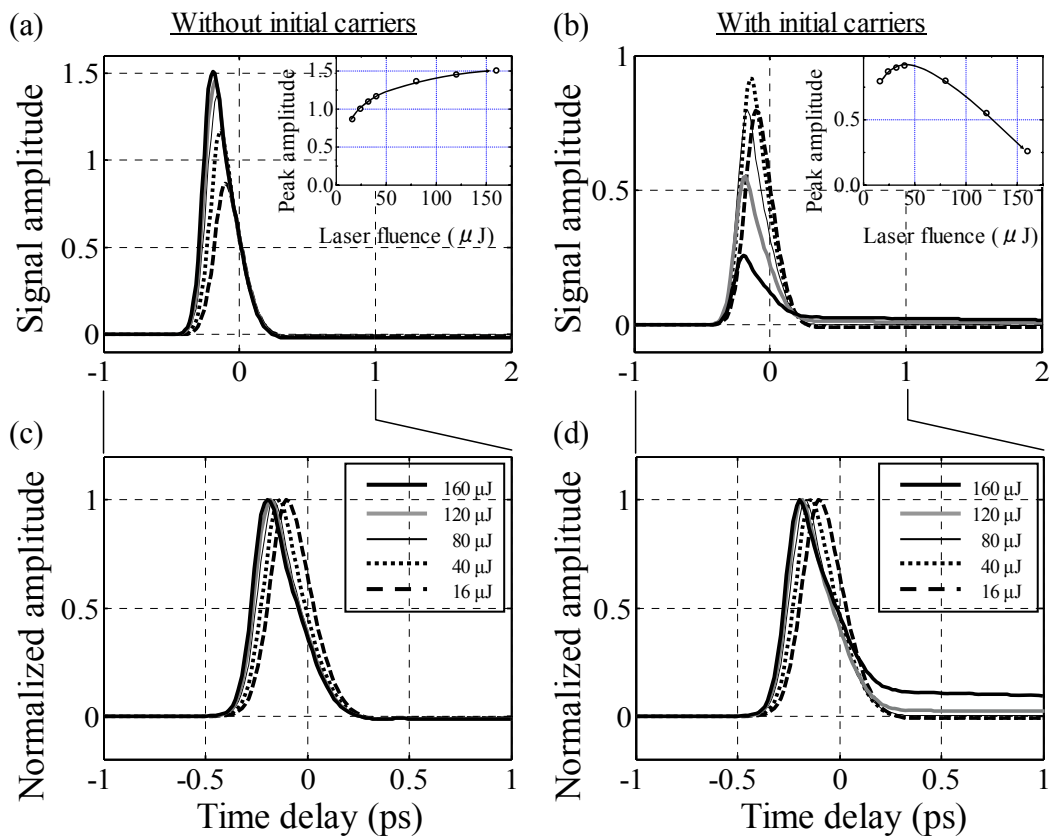 (a)
Without initial carriers
Signal amplitude
1.5
1
0.5
0
-1
0
1
2
Peak amplitude
1.5
1.0
0.5
0.0
0
50
100
150
Laser fluence ( μ J)
(b)
With initial carriers
Signal amplitude
1
0.5
0
-1
0
1
2
Peak amplitude
0.5
0.0
0
50
100
150
Laser fluence ( μ J)
(c)
Normalized amplitude
1
0.5
0
-1
-0.5
0
0.5
1
Time delay (ps)
160 μJ
120 μJ
80 μJ
40 μJ
16 μJ
(d)
Normalized amplitude
1
0.5
0
-1
-0.5
0
0.5
1
Time delay (ps)
160 μJ
120 μJ
80 μJ
40 μJ
16 μJ